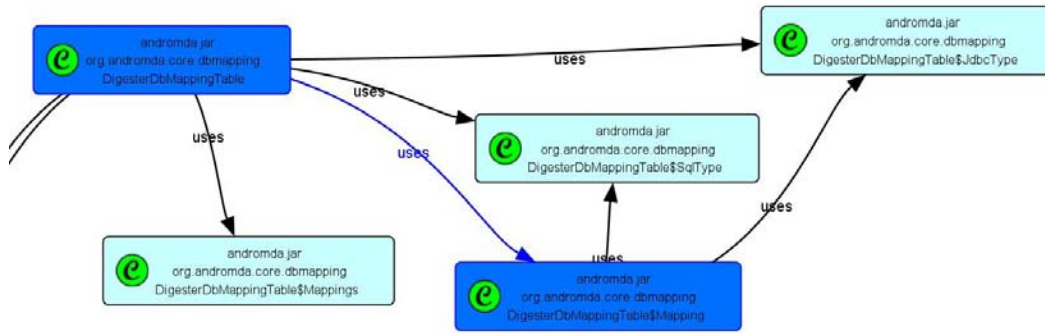 andromda.jar
org.andromda.core.dbmapping
DigesterDbMappingTable
andromda.jar
org.andromda.core.dbmapping
DigesterDbMappingTable$JdbcType
uses
uses
uses
uses
andromda.jar
org.andromda.core.dbmapping
DigesterDbMappingTable$SqlType
uses
uses
andromda.jar
org.andromda.core.dbmapping
DigesterDbMappingTable$Mappings
andromda.jar
org.andromda.core.dbmapping
DigesterDbMappingTable$Mapping